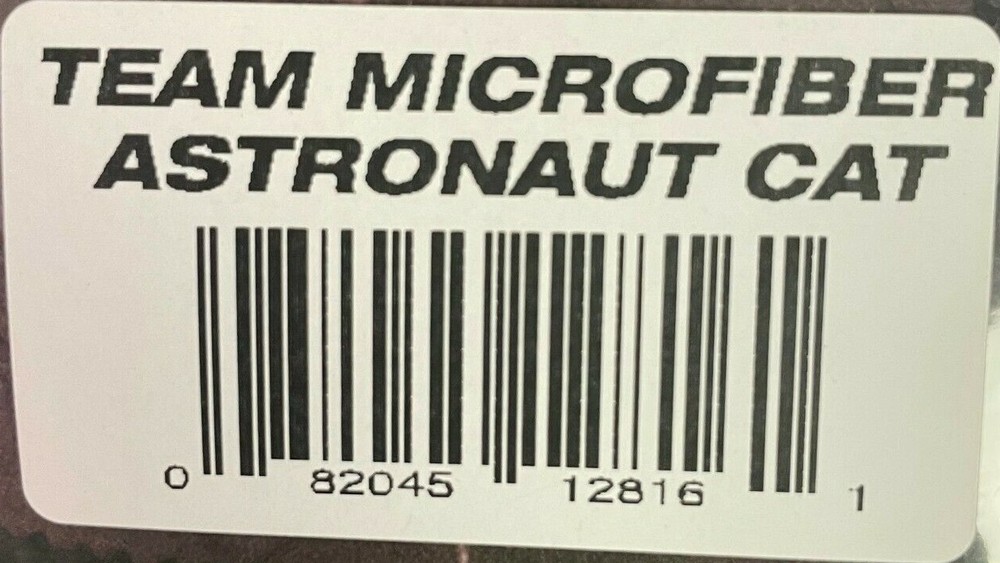 TEAM MICROFIBER
ASTRONAUT CAT
0 82045 12816 1